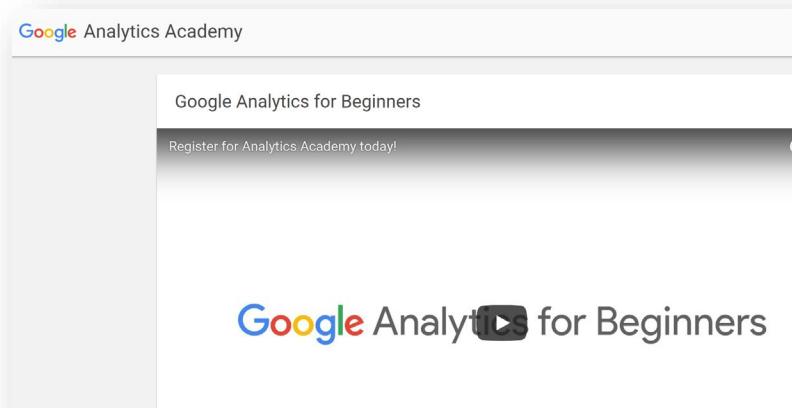 Google Analytics Academy
Google Analytics for Beginners
Register for Analytics Academy today!
Google Analytics for Beginners